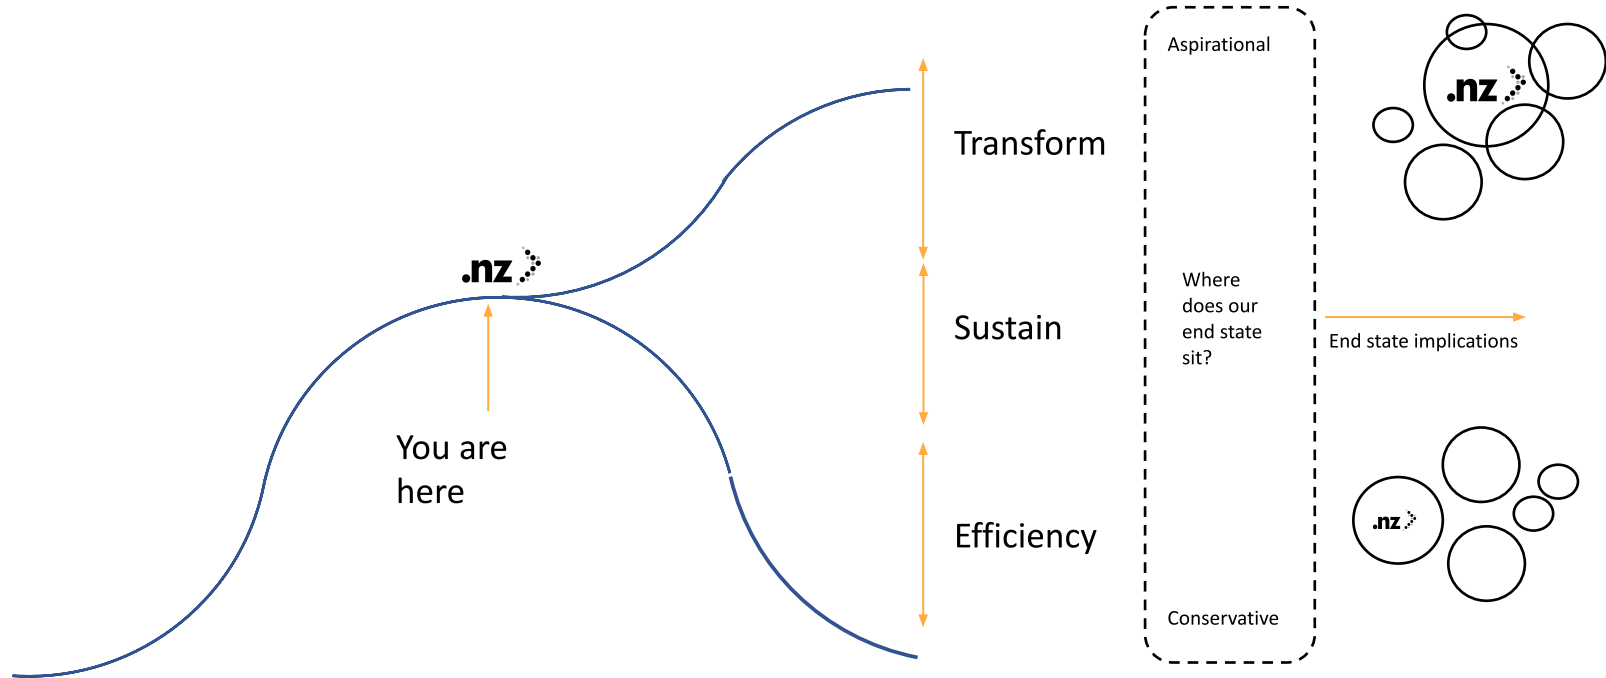 .nz
You are
here
Transform
Sustain
Efficiency
Aspirational
Where
does our
end state
sit?
Conservative
End state implications
.nz
.nz